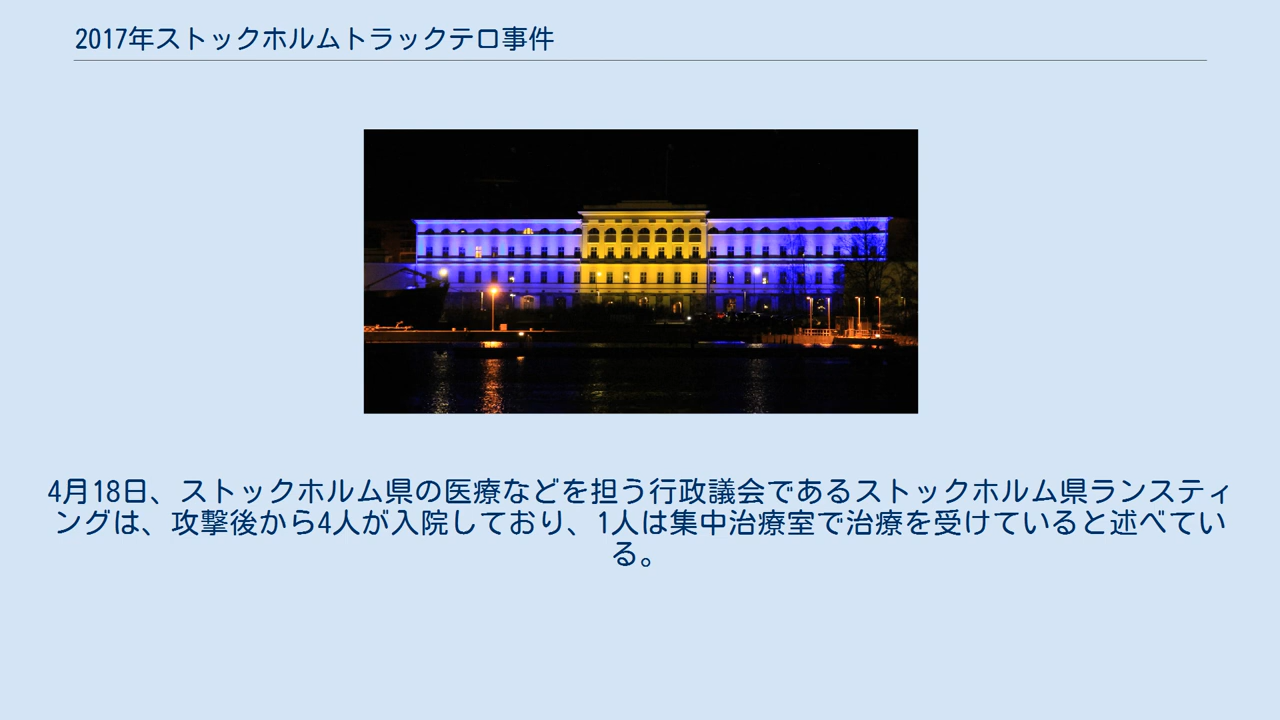 2017年ストックホルムトラックテロ事件
4月18日、ストックホルム県の医療などを担う行政議会であるストックホルム県ランスティ
ングは、攻撃後から4人が入院しており、1人は集中治療室で治療を受けていると述べてい
る。